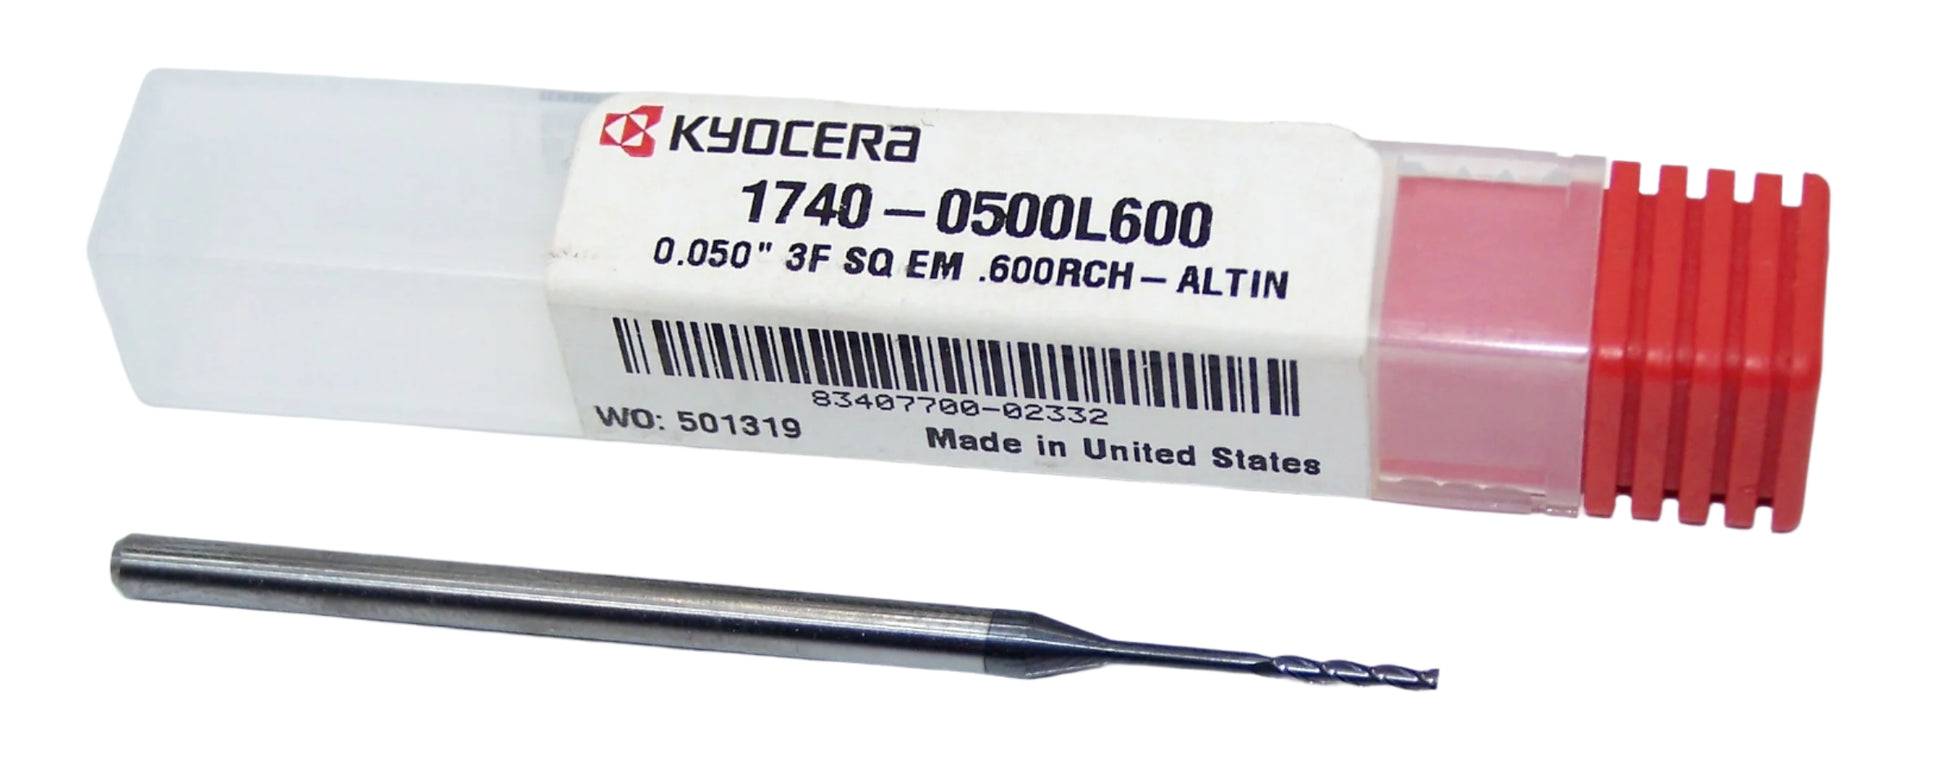 KYOCERA
1740-0500L600
0.050" 3F SQ EM .600RCH-ALTIN
83407700-02332
WO: 501319
Made in United States